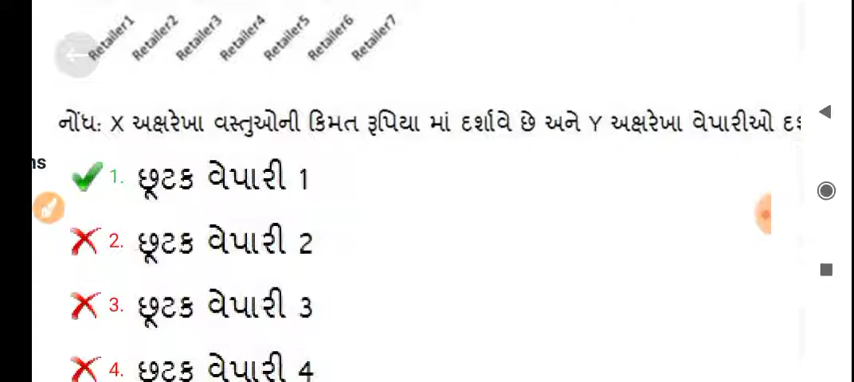 Retailer1 Retailer2 Retailer3 Retailer4 Retailer5 Retailer6 Retailer7
નોંધ: X અક્ષરેખા વસ્તુઓની કિમત રૂપિયા માં દર્શાવે છે અને Y અક્ષરેખા વેપારીઓ
1. છૂટક વેપારી 1
2. છૂટક વેપારી 2
3. છૂટક વેપારી 3
4. છૂટક વેપારી 4